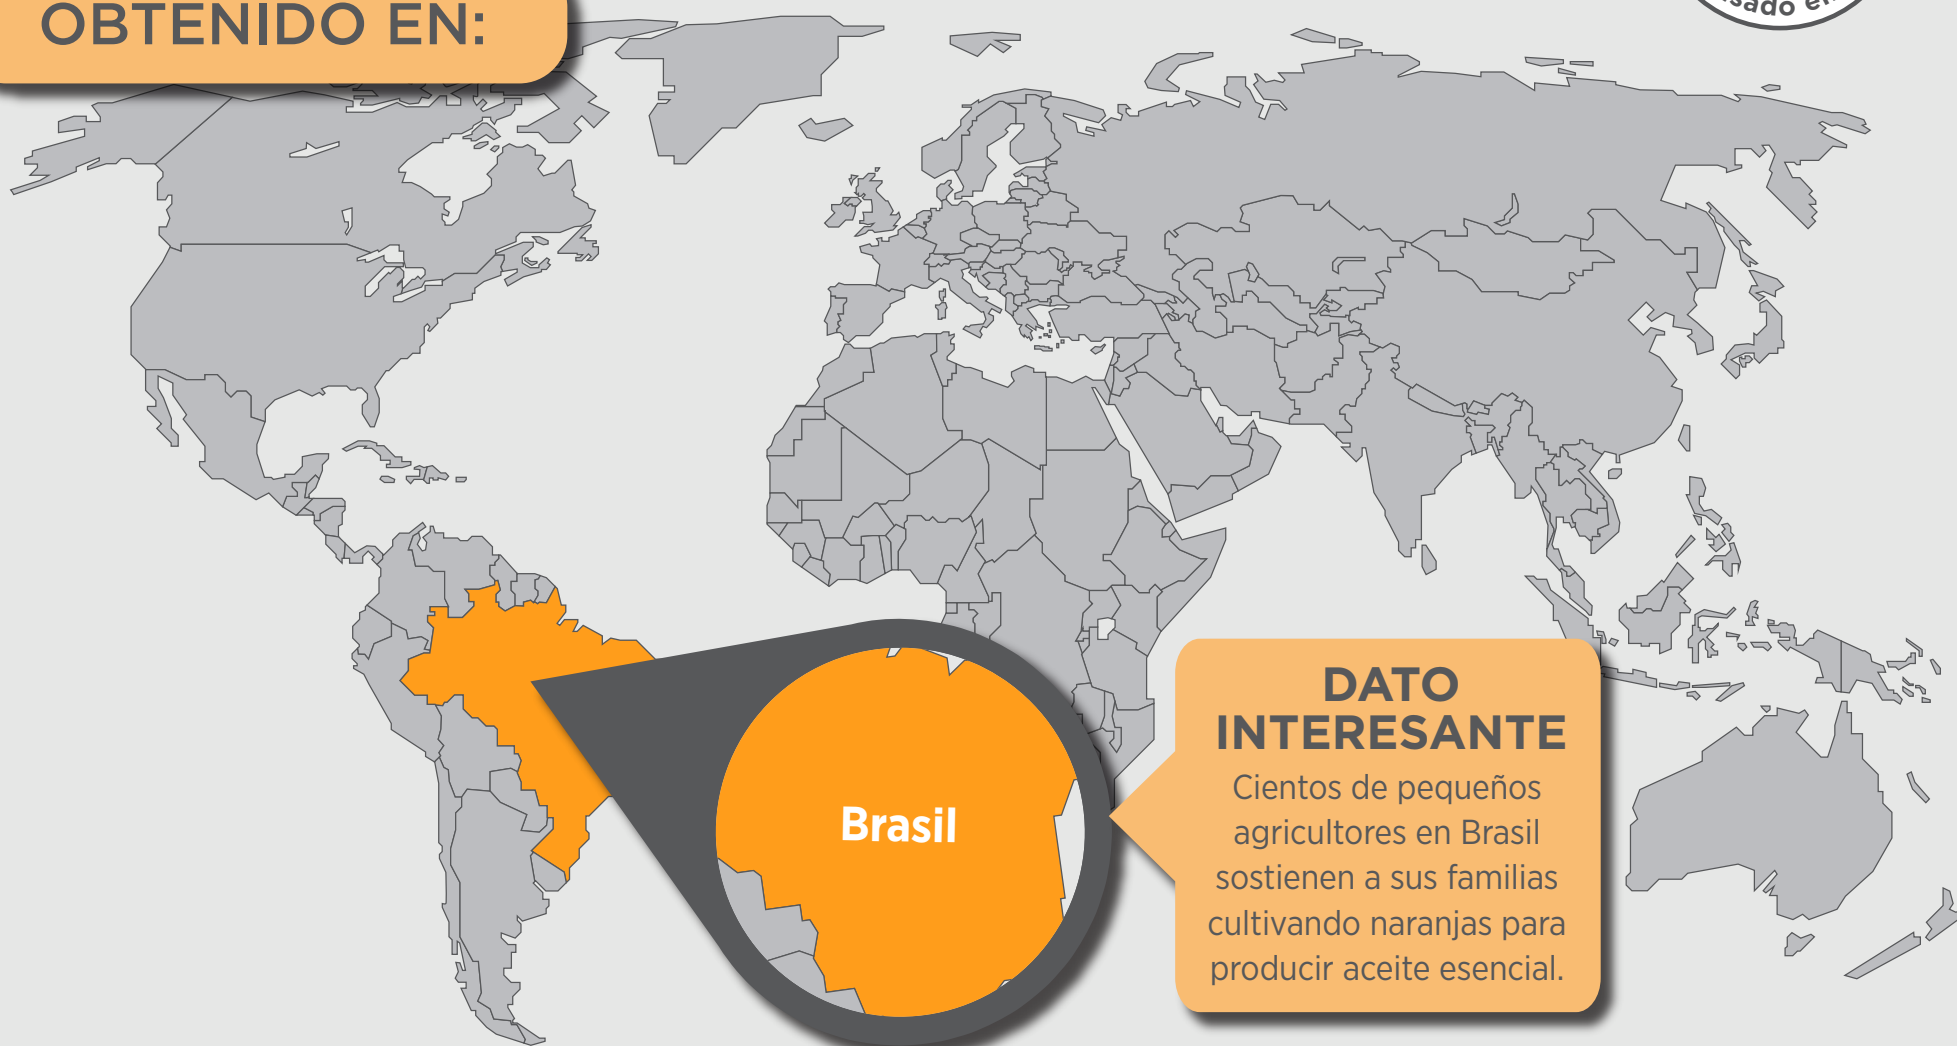 OBTENIDO EN:
Brasil
DATO
INTERESANTE
Cientos de pequeños
agricultores en Brasil
sostienen a sus familias
cultivando naranjas para
producir aceite esencial.